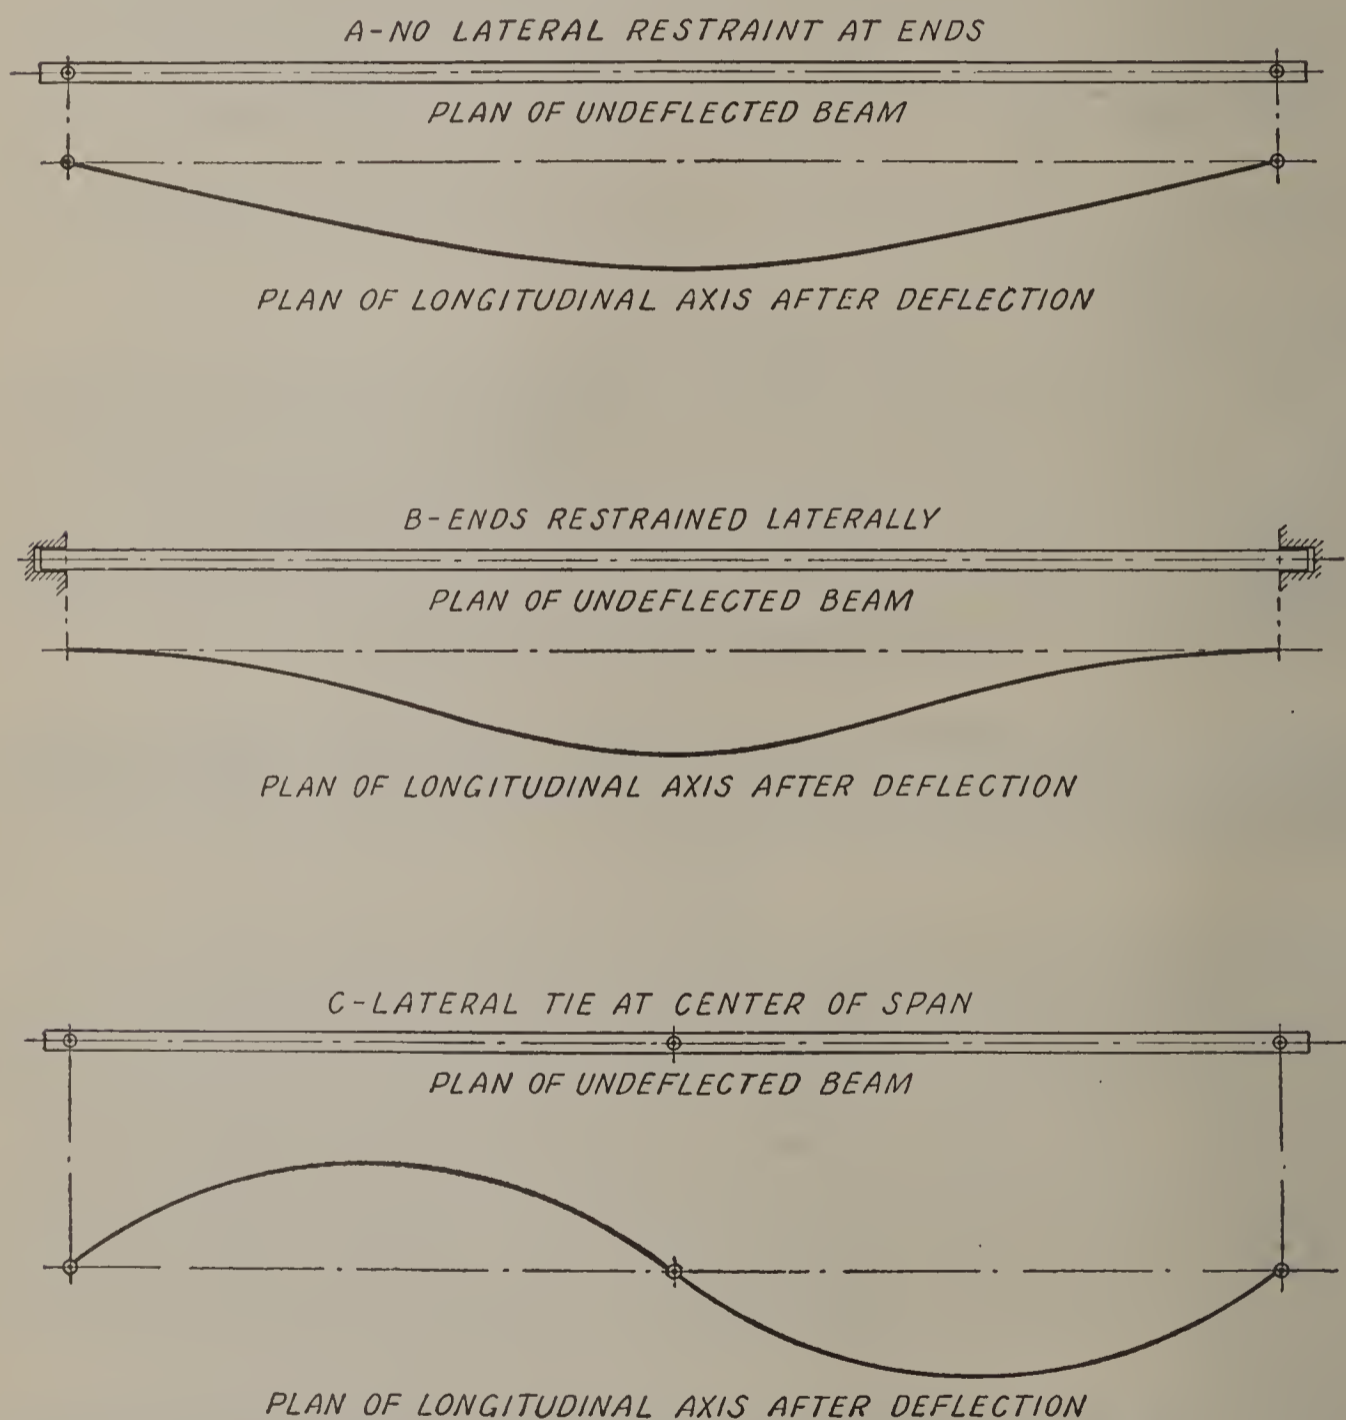 A-NO LATERAL RESTRAINT AT ENDS
PLAN OF UNDEFLECTED BEAM
PLAN OF LONGITUDINAL AXIS AFTER DEFLECTION
B-ENDS RESTRAINED LATERALLY
PLAN OF UNDEFLECTED BEAM
PLAN OF LONGITUDINAL AXIS AFTER DEFLECTION
C-LATERAL TIE AT CENTER OF SPAN
PLAN OF UNDEFLECTED BEAM
PLAN OF LONGITUDINAL AXIS AFTER DEFLECTION